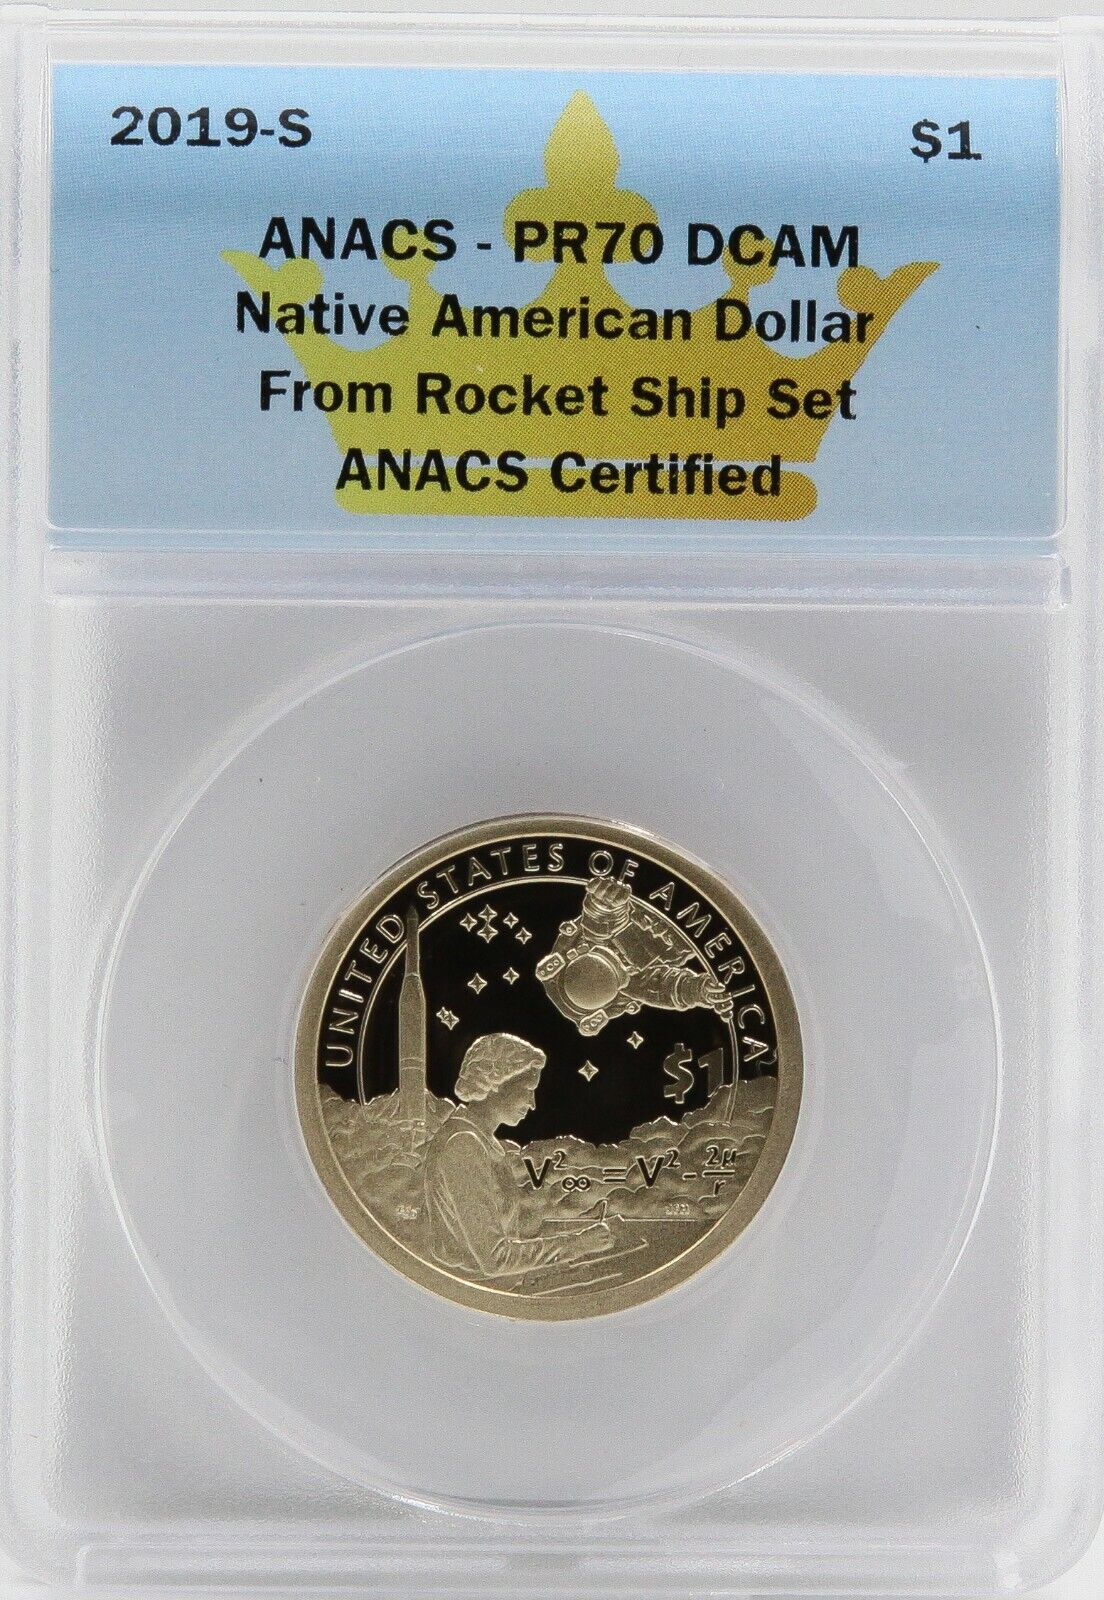 2019-S $1
ANACS - PR70 DCAM
Native American Dollar
From Rocket Ship Set
ANACS Certified
UNITED STATES OF AMERICA
$1
V²∞ = V² - 2μ/r